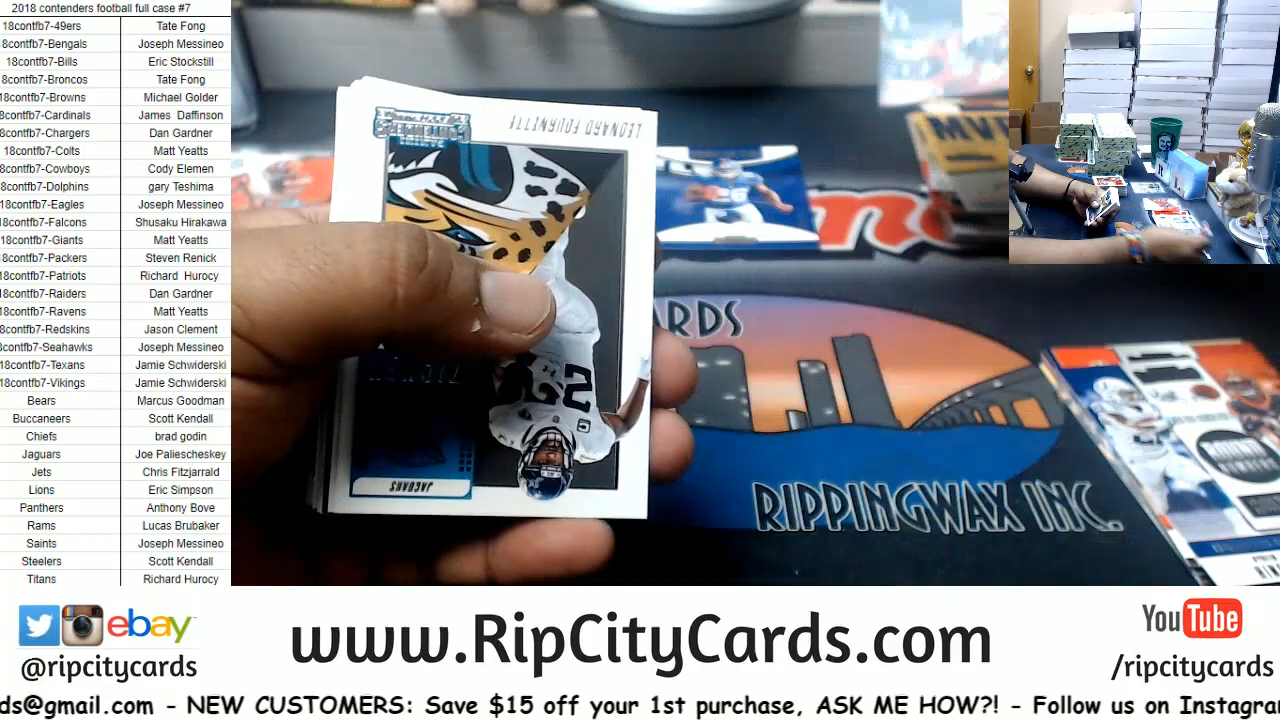 2018 contenders football full case #7
18contfb7-49ers Tate Fong
8contfb7-Bengals Joseph Messineo
18contfb7-Bills Eric Stockstill
8contfb7-Broncos Tate Fong
8contfb7-Browns Michael Golder
8contfb7-Cardinals James Daffinson
8contfb7-Chargers Dan Gardner
18contfb7-Colts Matt Yeatts
8contfb7-Cowboys Cody Elemen
8contfb7-Dolphins gary Teshima
8contfb7-Eagles Joseph Messineo
18contfb7-Falcons Shusaku Hirakawa
18contfb7-Giants Matt Yeatts
18contfb7-Packers Steven Renick
18contfb7-Patriots Richard Hurocy
18contfb7-Raiders Dan Gardner
18contfb7-Ravens Matt Yeatts
8contfb7-Redskins Jason Clement
8contfb7-Seahawks Joseph Messineo
18contfb7-Texans Jamie Schwiderski
18contfb7-Vikings Jamie Schwiderski
Bears Marcus Goodman
Buccaneers Scott Kendall
Chiefs brad godin
Jaguars Joe Paliescheskey
Jets Chris Fitzjarrald
Lions Eric Simpson
Panthers Anthony Bove
Rams Lucas Brubaker
Saints Joseph Messineo
Steelers Scott Kendall
Titans Richard Hurocy
LEONARD FOURNETTE
CONTENDERS
JAGUARS
MVP
RDS
RIPPINGWAX INC.
ebay
@ripcitycards
www.RipCityCards.com
YouTube
/ripcitycards
ds@gmail.com - NEW CUSTOMERS: Save $15 off your 1st purchase, ASK ME HOW?! - Follow us on Instagra